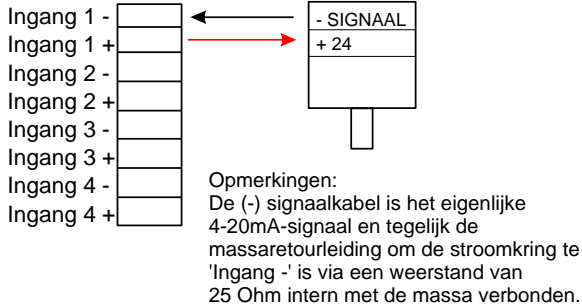 Ingang 1 -
Ingang 1 +
Ingang 2 -
Ingang 2 +
Ingang 3 -
Ingang 3 +
Ingang 4 -
Ingang 4 +
- SIGNAAL
+ 24
Opmerkingen:
De (-) signaalkabel is het eigenlijke
4-20mA-signaal en tegelijk de
massaretourleiding om de stroomkring te
'Ingang -' is via een weerstand van
25 Ohm intern met de massa verbonden.